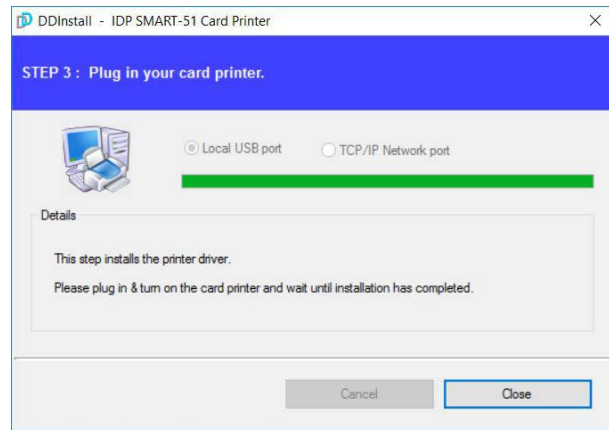 DDInstall - IDP SMART-51 Card Printer
STEP 3 : Plug in your card printer.
Local USB port
TCP/IP Network port
Details
This step installs the printer driver.
Please plug in & turn on the card printer and wait until installation has completed.
Cancel
Close